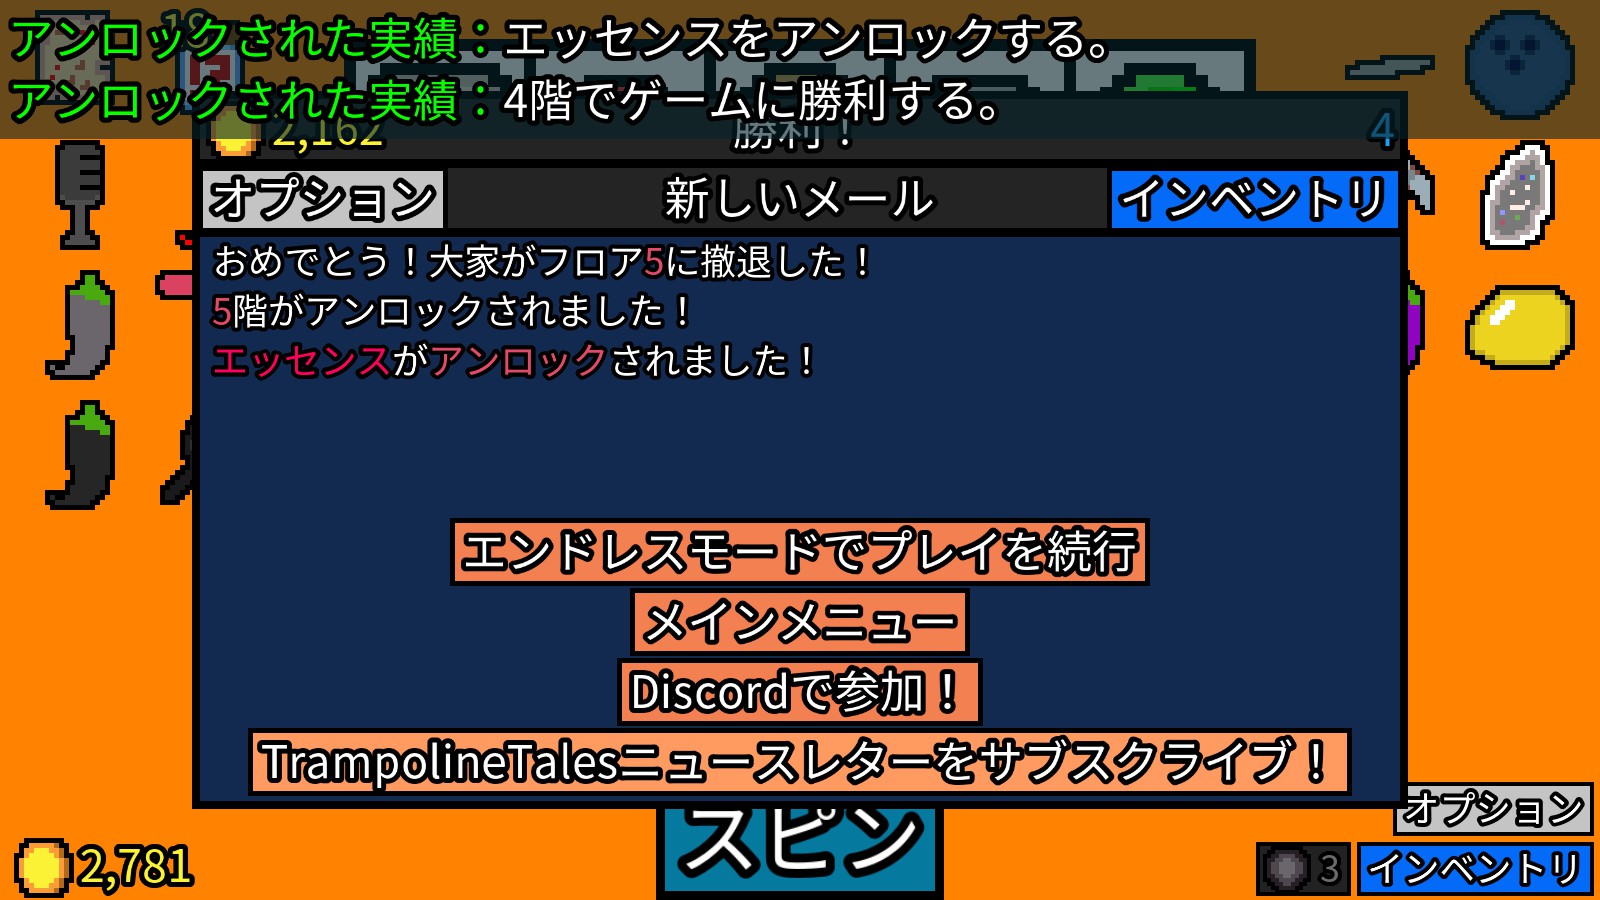 アンロックされた実績：エッセンスをアンロックする。
アンロックされた実績：4階でゲームに勝利する。
2,162
勝利！
4
オプション
新しいメール
インベントリ
おめでとう！大家がフロア5に撤退した！
5階がアンロックされました！
エッセンスがアンロックされました！
エンドレスモードでプレイを続行
メインメニュー
Discordで参加！
TrampolineTalesニュースレターをサブスクライブ！
スピン
オプション
2,781
3
インベントリ